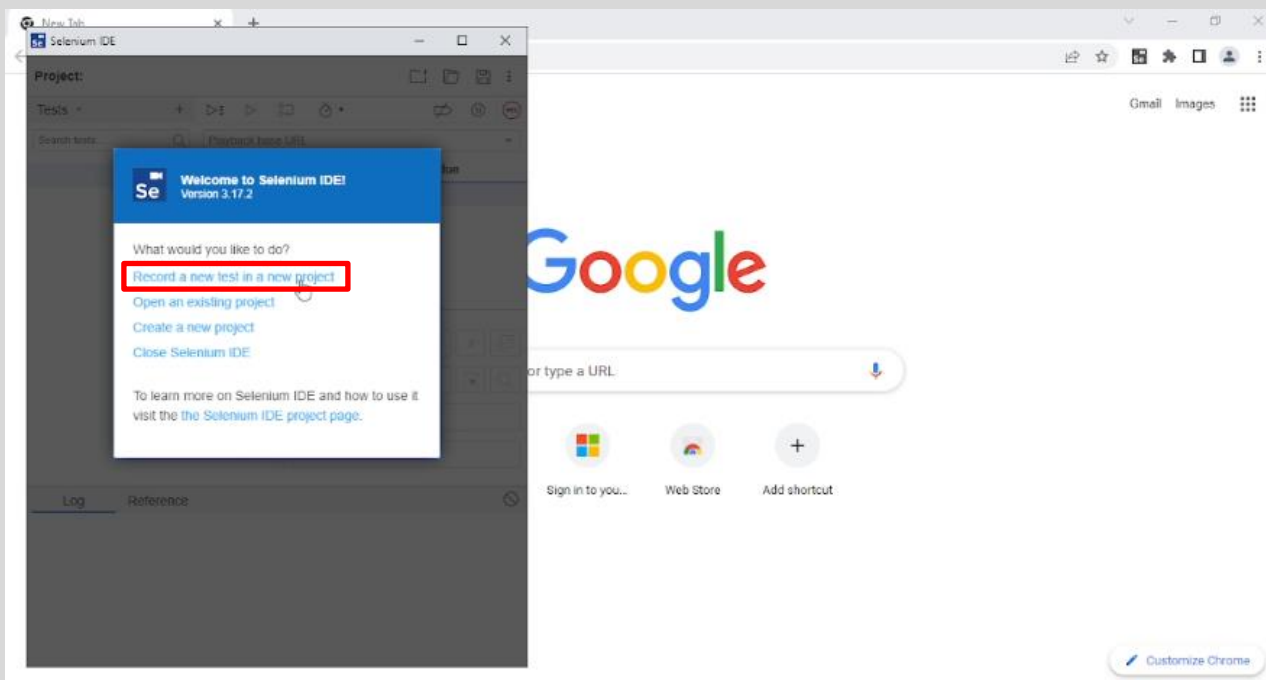 New Tab
Selenium IDE
Project:
Tests
Search tests...
Playback base URL
Gmail Images
Se
Welcome to Selenium IDE!
Version 3.17.2
What would you like to do?
Record a new test in a new project
Open an existing project
Create a new project
Close Selenium IDE
To learn more on Selenium IDE and how to use it
visit the the Selenium IDE project page.
Google
or type a URL
Sign in to you...
Web Store
Add shortcut
Log
Reference
Customize Chrome